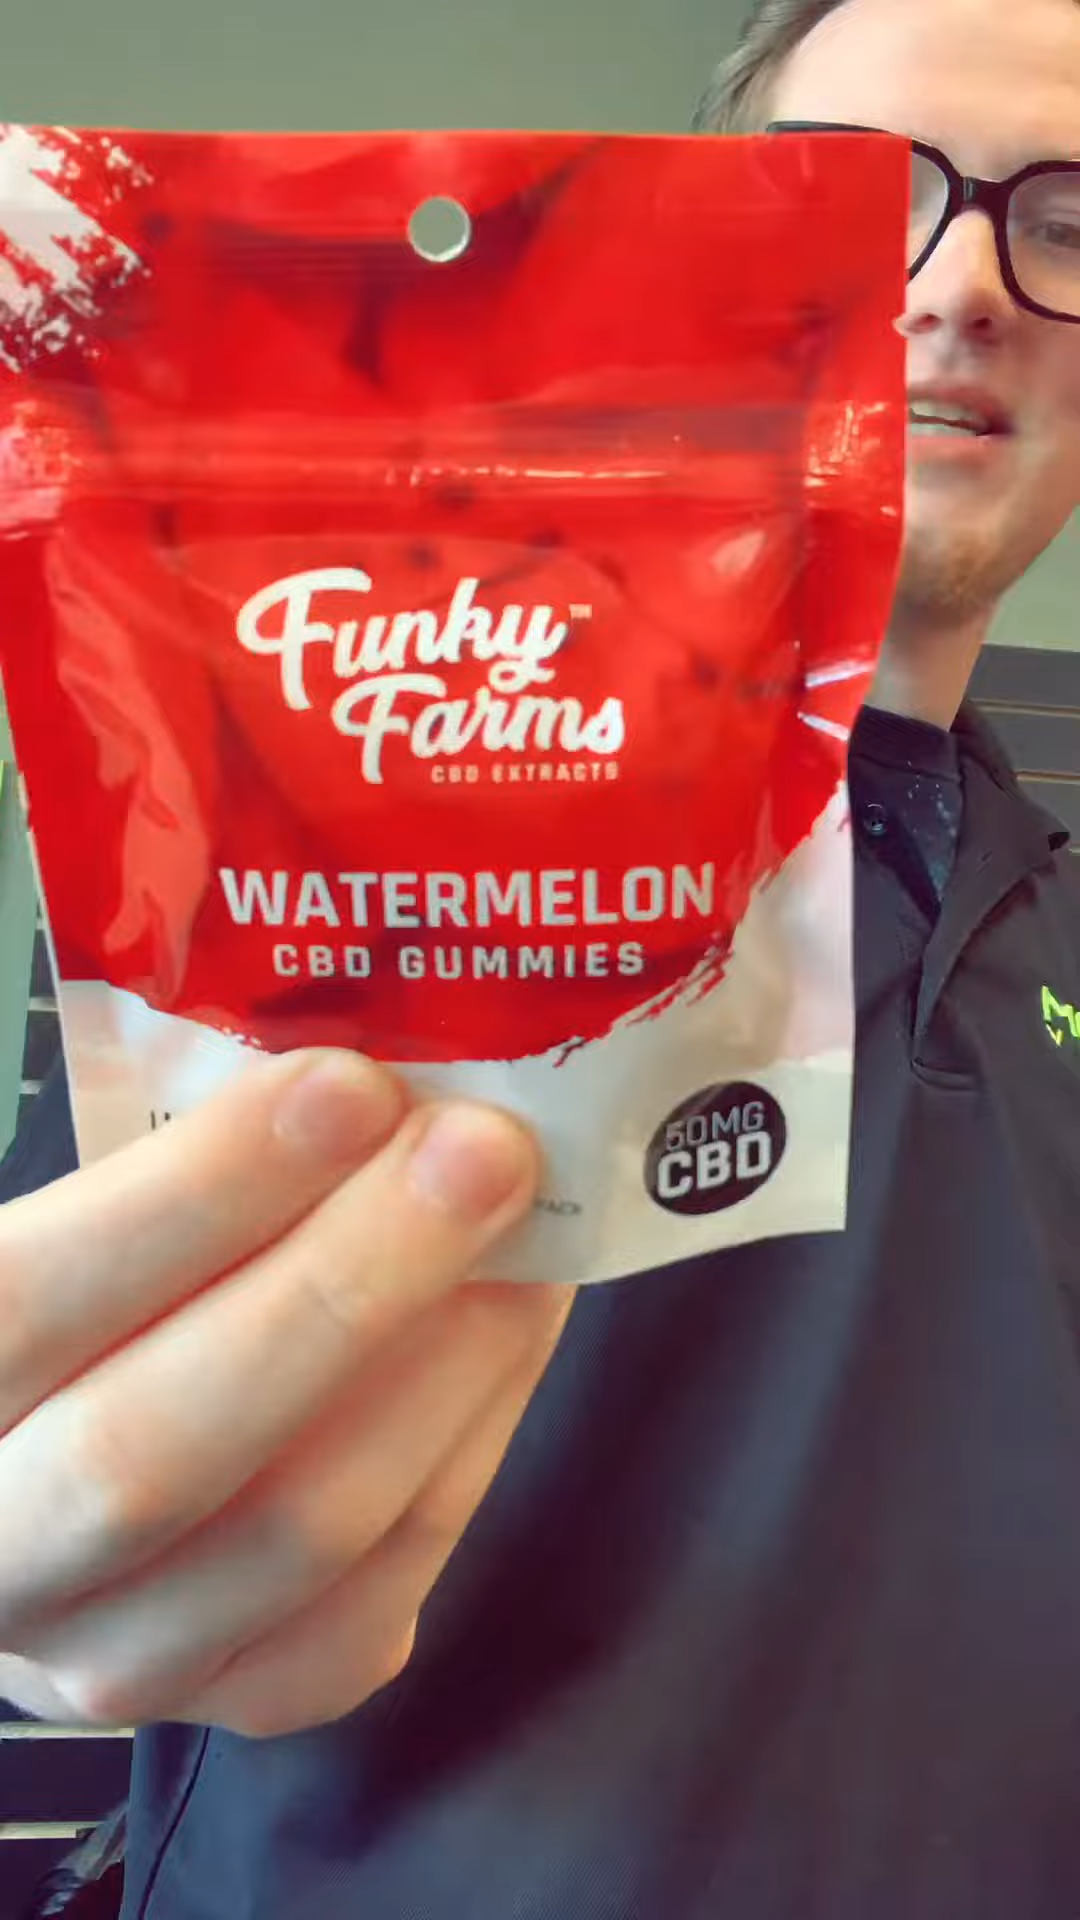 Funky™
Farms
CBD EXTRACTS
WATERMELON
CBD GUMMIES
50MG
CBD